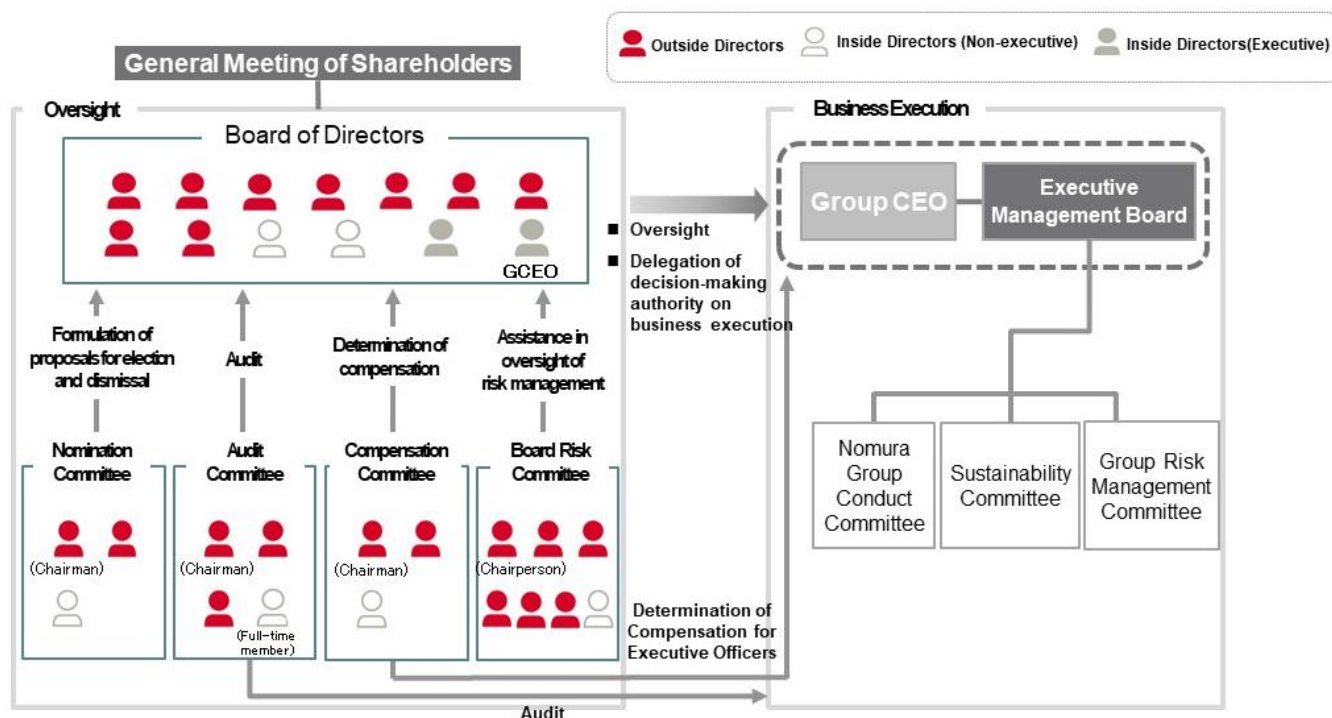 Outside Directors
Inside Directors (Non-executive)
Inside Directors(Executive)
General Meeting of Shareholders
Oversight
Board of Directors
GCEO
Formulation of
proposals for election
and dismissal
Audit
Determination of
compensation
Assistance in
oversight of
risk management
Nomination
Committee
(Chairman)
Audit
Committee
(Chairman)
(Full-time
member)
Compensation
Committee
(Chairman)
Board Risk
Committee
(Chairperson)
■ Oversight
■ Delegation of
decision-making
authority on
business execution
Determination of
Compensation for
Executive Officers
Audit
Business Execution
Group CEO
Executive
Management Board
Nomura
Group
Conduct
Committee
Sustainability
Committee
Group Risk
Management
Committee